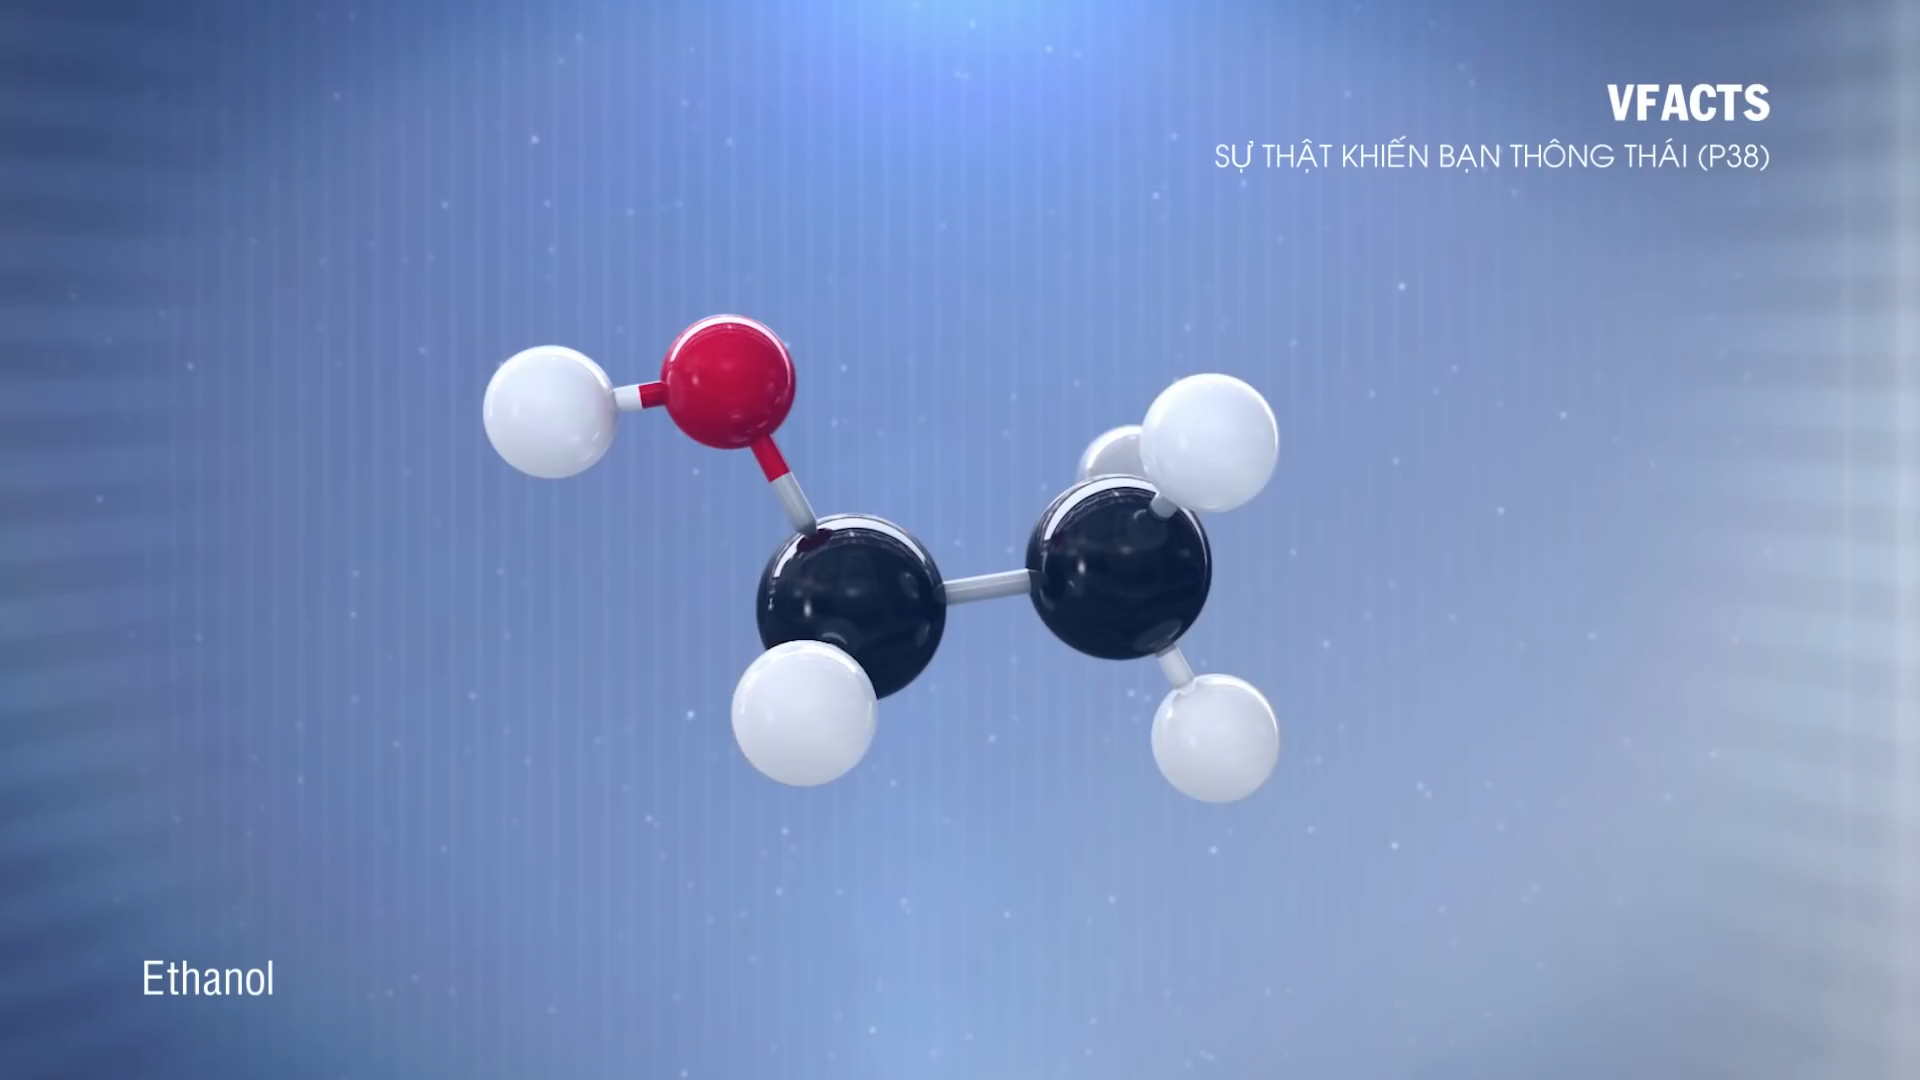 VFACTS
SỰ THẬT KHIẾN BẠN THÔNG THÁI (P38)
Ethanol